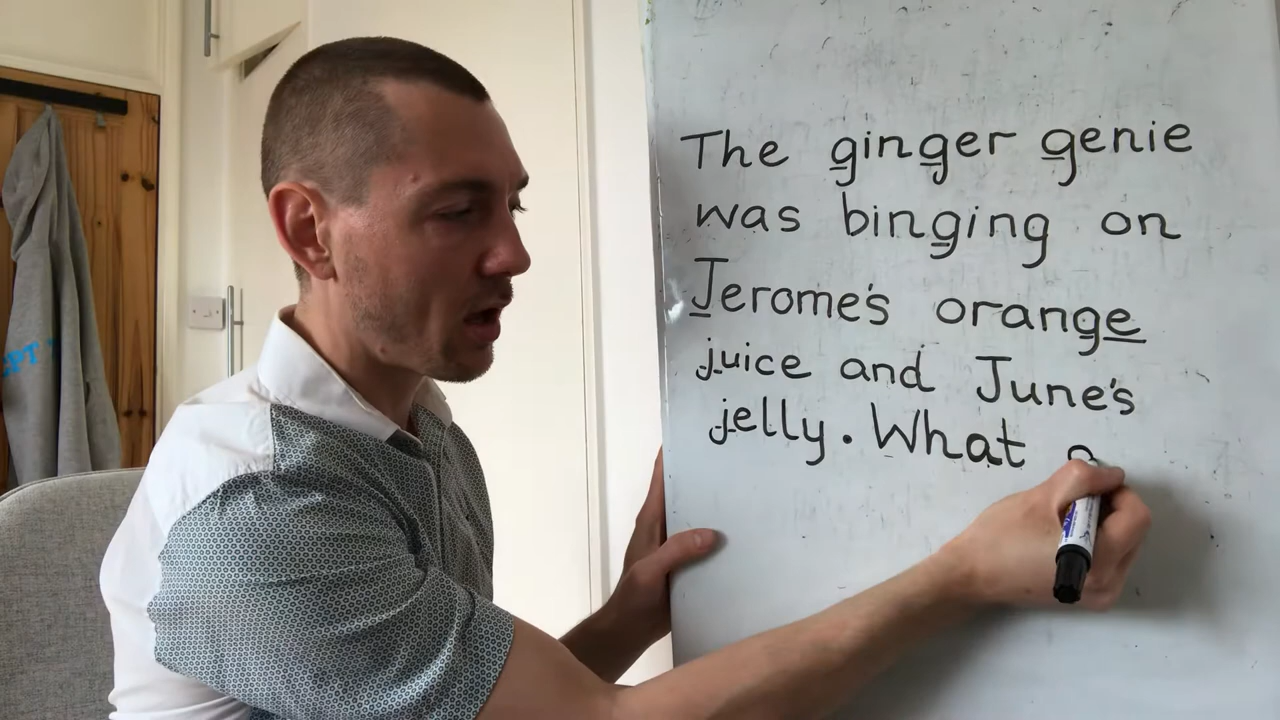 The ginger genie
was binging on
Jerome's orange
juice and June's
jelly. What